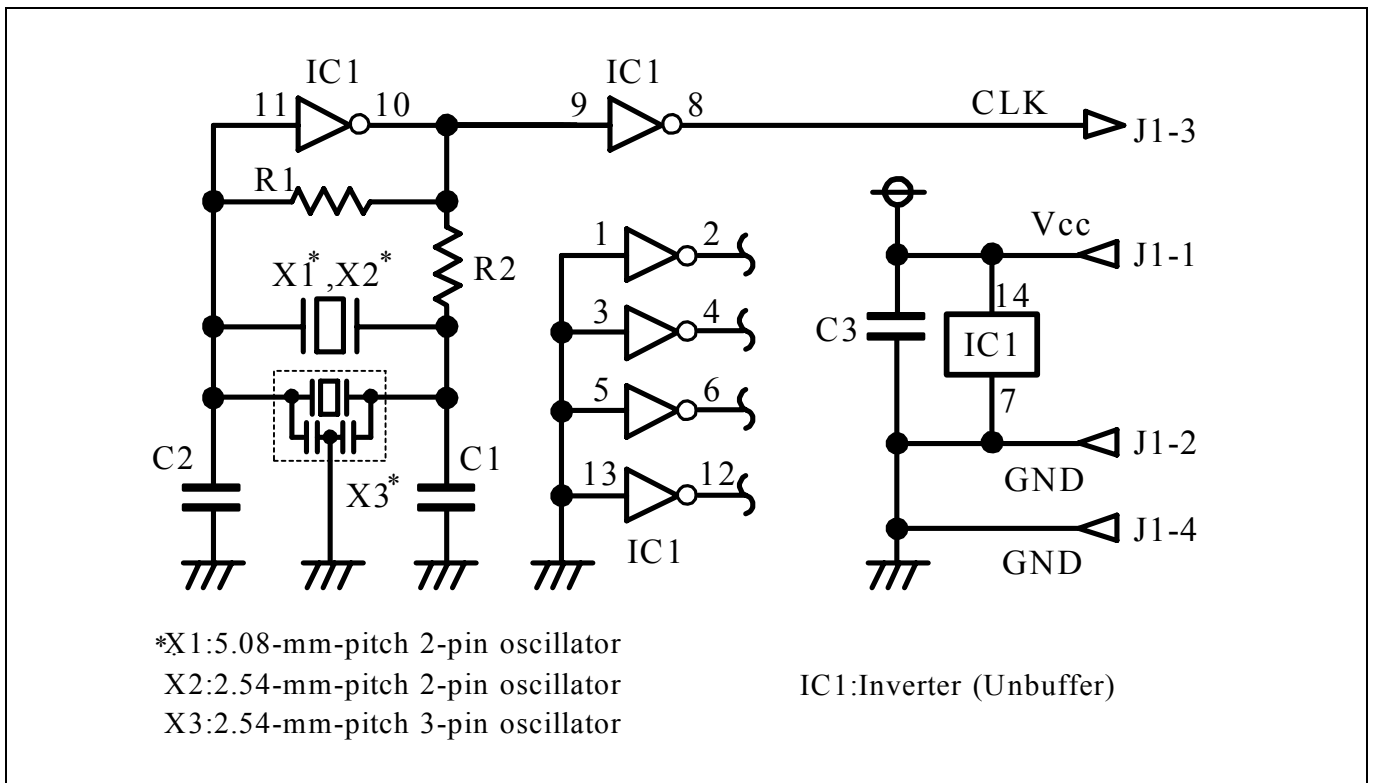 IC1
IC1
11
10
9
8
CLK
J1-3
R1
1
2
Vcc
J1-1
X1*,X2*
R2
14
3
4
C3
IC1
5
6
7
C2
C1
J1-2
X3*
13
12
GND
J1-4
IC1
GND
*X1:5.08-mm-pitch 2-pin oscillator
X2:2.54-mm-pitch 2-pin oscillator
IC1:Inverter (Unbuffer)
X3:2.54-mm-pitch 3-pin oscillator